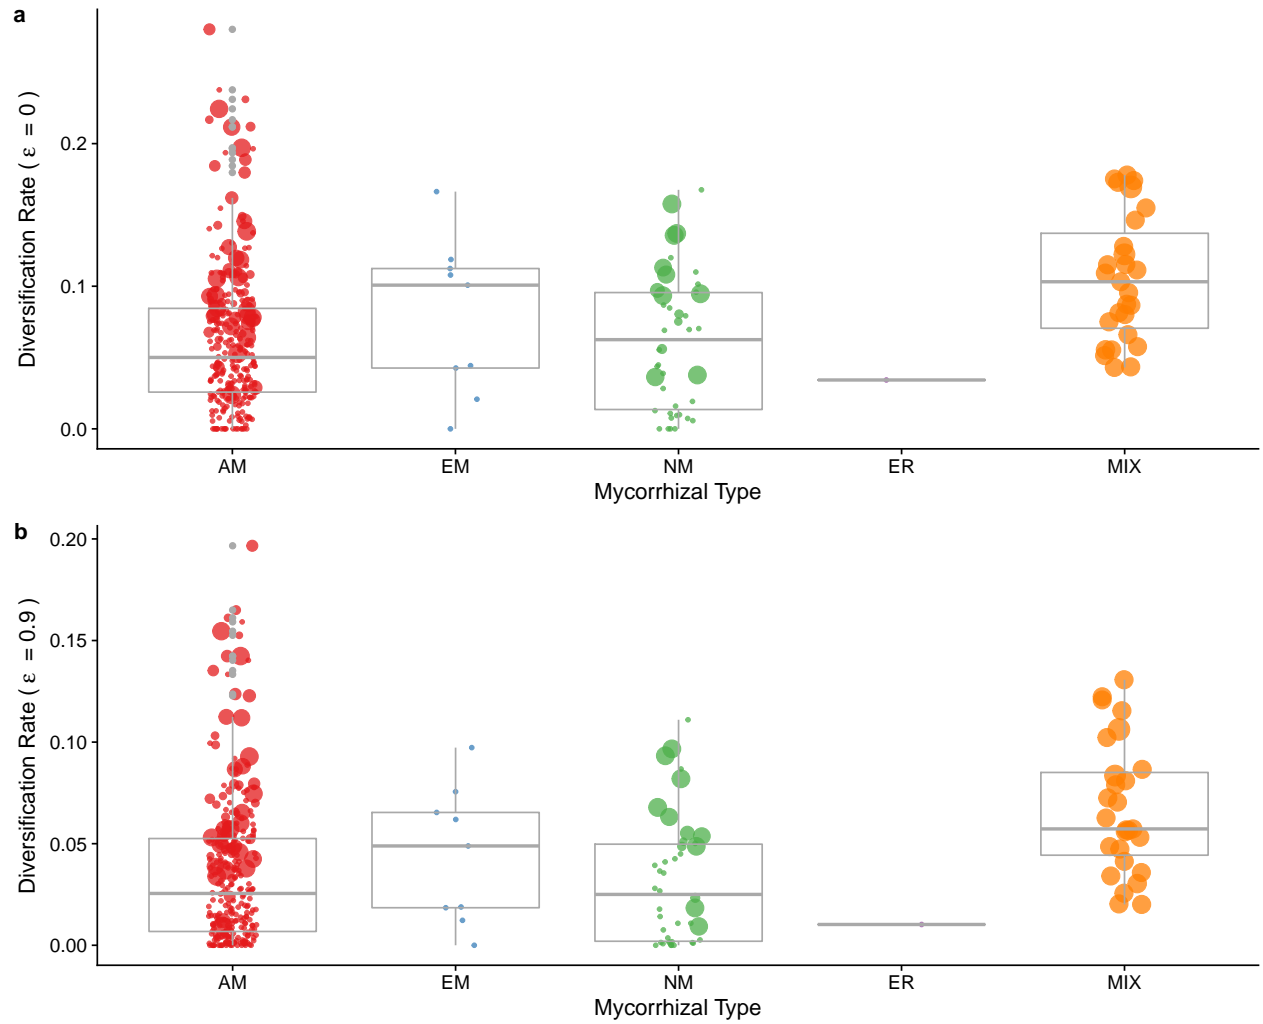 a
Diversification Rate ( ε = 0 )
0.2
0.1
0.0
AM EM NM ER MIX
Mycorrhizal Type
b
Diversification Rate ( ε = 0.9 )
0.20
0.15
0.10
0.05
0.00
AM EM NM ER MIX
Mycorrhizal Type